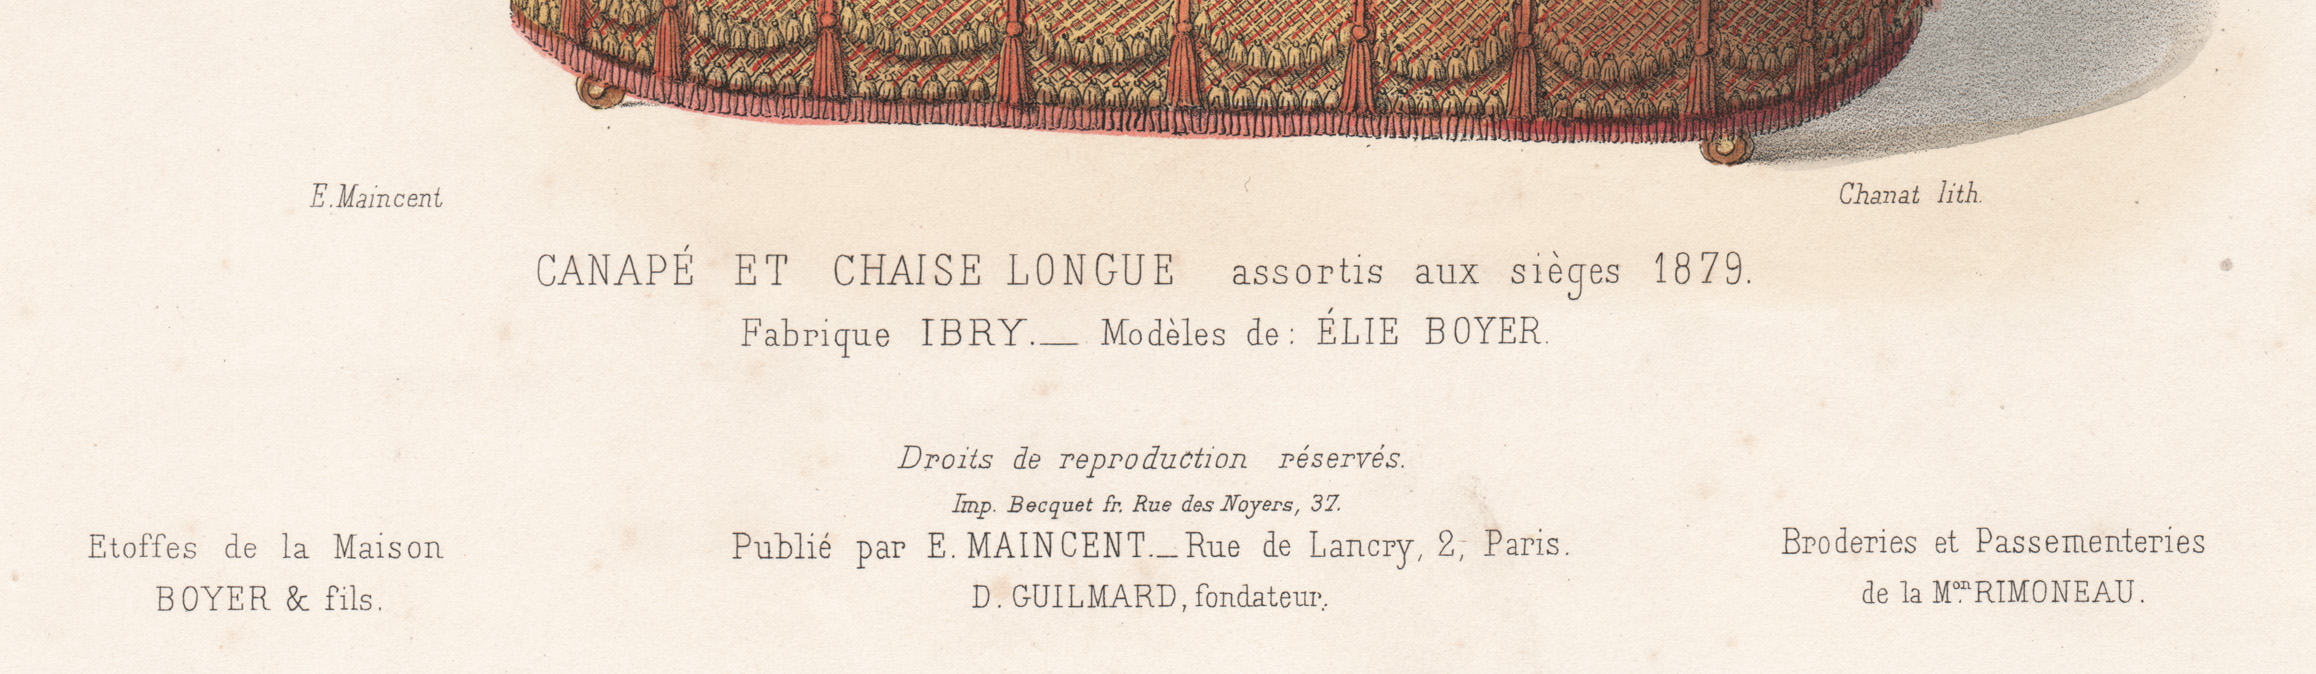 E. Maincent
Chanat lith.
CANAPÉ ET CHAISE LONGUE assortis aux sièges 1879.
Fabrique IBRY.— Modèles de : ÉLIE BOYER.
Droits de reproduction réservés.
Imp. Becquet fr. Rue des Noyers, 37.
Etoffes de la Maison
BOYER & fils.
Publié par E. MAINCENT._Rue de Lancry, 2, Paris.
D. GUILMARD, fondateur.
Broderies et Passementeries
de la Mon RIMONEAU.